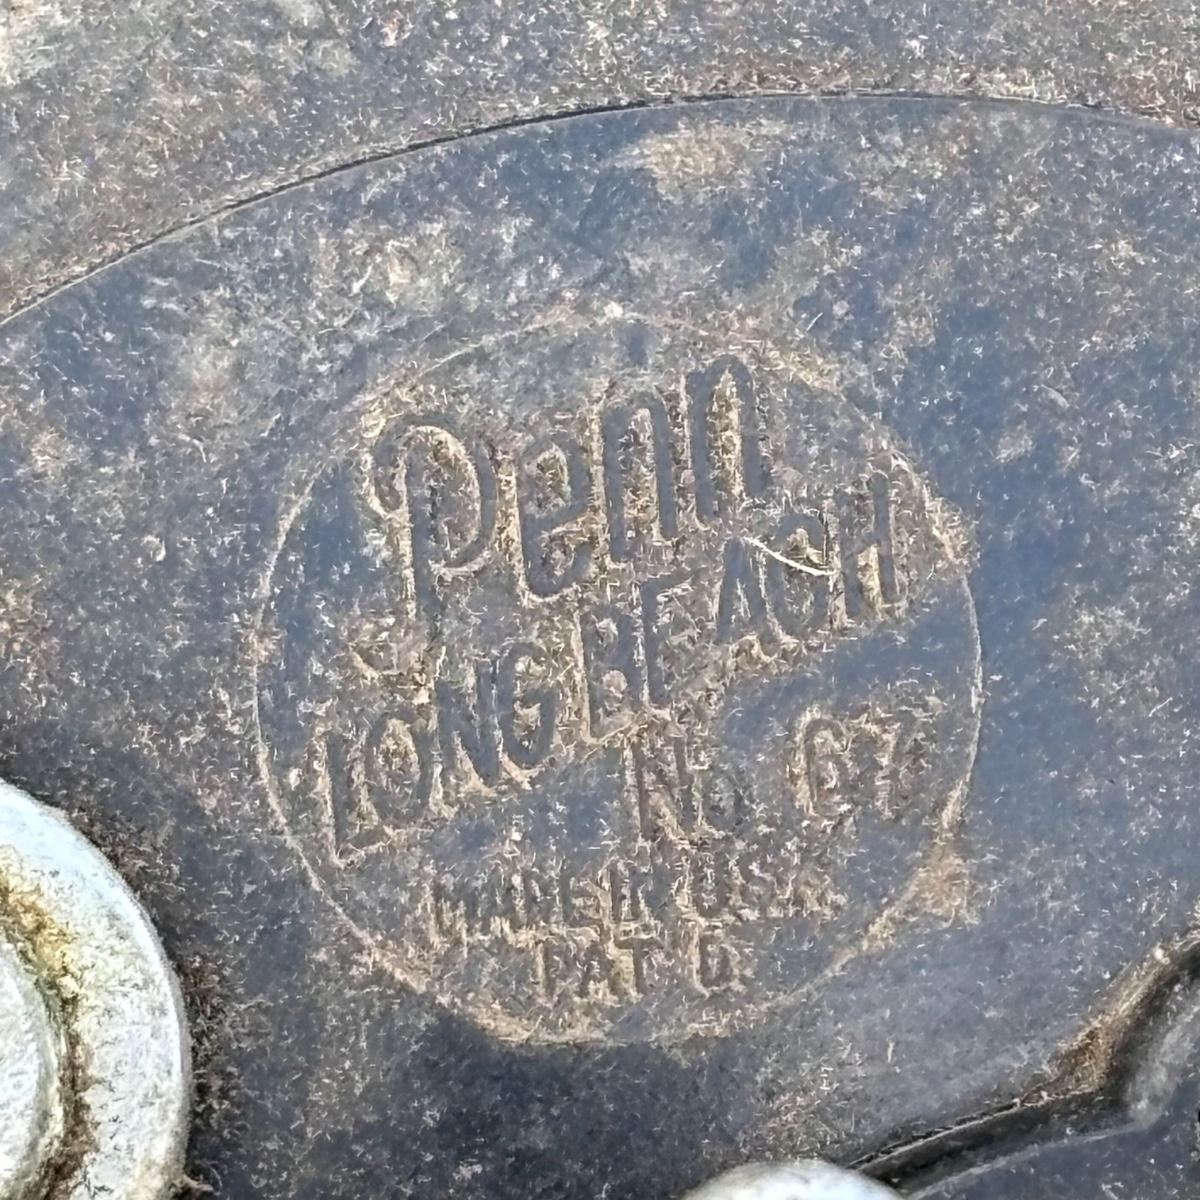 Penn
LONG BEACH
No 67
MADE IN U.S.A.
PAT'D.